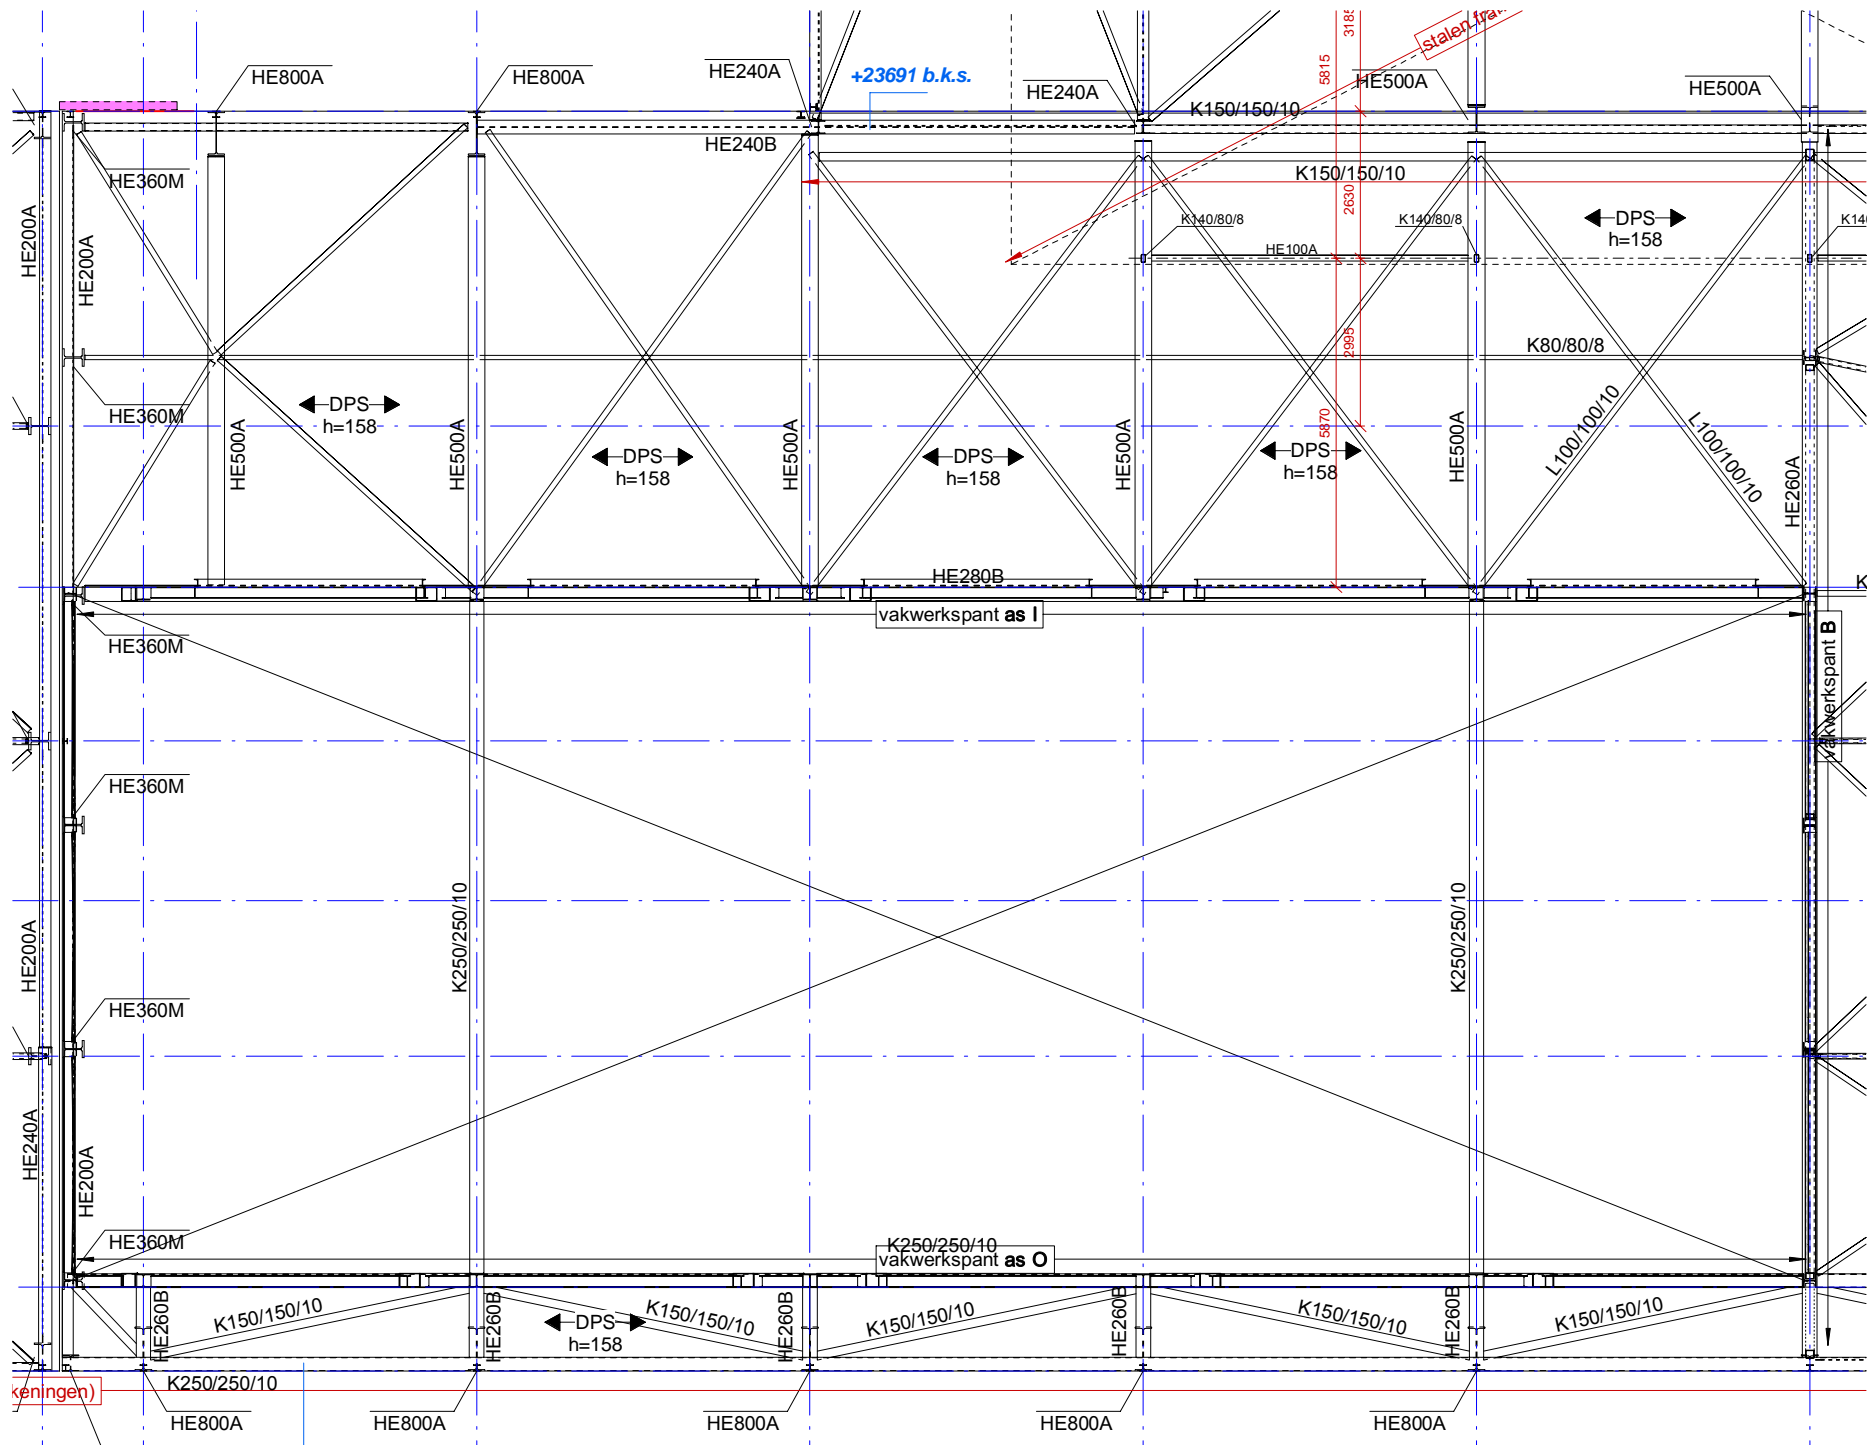 3185
stalen
5815
HE800A
HE800A
HE240A
+23691 b.k.s.
HE240A
HE500A
HE500A
K150/150/10
HE240B
HE360M
K150/150/10
2630
HE200A
HE200A
K140/80/8
K140/80/8
DPS
h=158
HE100A
2995
K80/80/8
HE360M
DPS
h=158
HE500A
HE500A
DPS
h=158
HE500A
DPS
h=158
5870
HE500A
DPS
h=158
HE500A
L100/100/10
L100/100/10
HE260A
HE280B
vakwerkspant as I
HE360M
vakwerkspant B
HE360M
HE200A
K250/250/10
K250/250/10
HE360M
HE240A
HE200A
HE360M
K250/250/10
vakwerkspant as O
HE260B
K150/150/10
HE260B
DPS
h=158
K150/150/10
HE260B
K150/150/10
HE260B
K150/150/10
HE260B
K150/150/10
keningen)
K250/250/10
HE800A
HE800A
HE800A
HE800A
HE800A